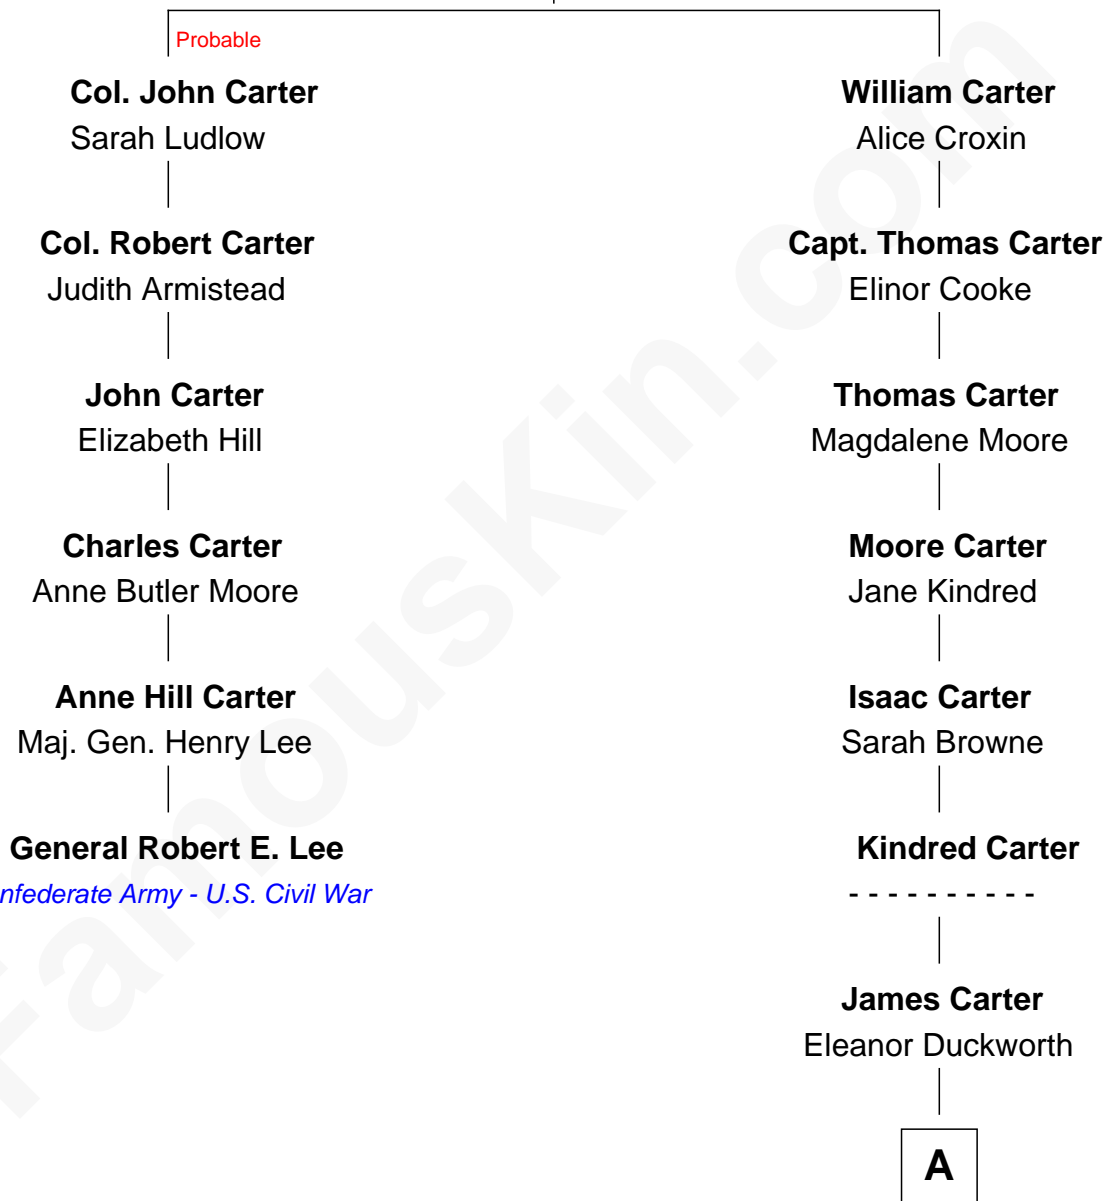 Probable
Col. John Carter
Sarah Ludlow
Col. Robert Carter
Judith Armistead
John Carter
Elizabeth Hill
Charles Carter
Anne Butler Moore
Anne Hill Carter
Maj. Gen. Henry Lee
General Robert E. Lee
nfederate Army - U.S. Civil War
William Carter
Alice Croxin
Capt. Thomas Carter
Elinor Cooke
Thomas Carter
Magdalene Moore
Moore Carter
Jane Kindred
Isaac Carter
Sarah Browne
Kindred Carter
- - - - - - - - - -
James Carter
Eleanor Duckworth
A
FamousKin.com